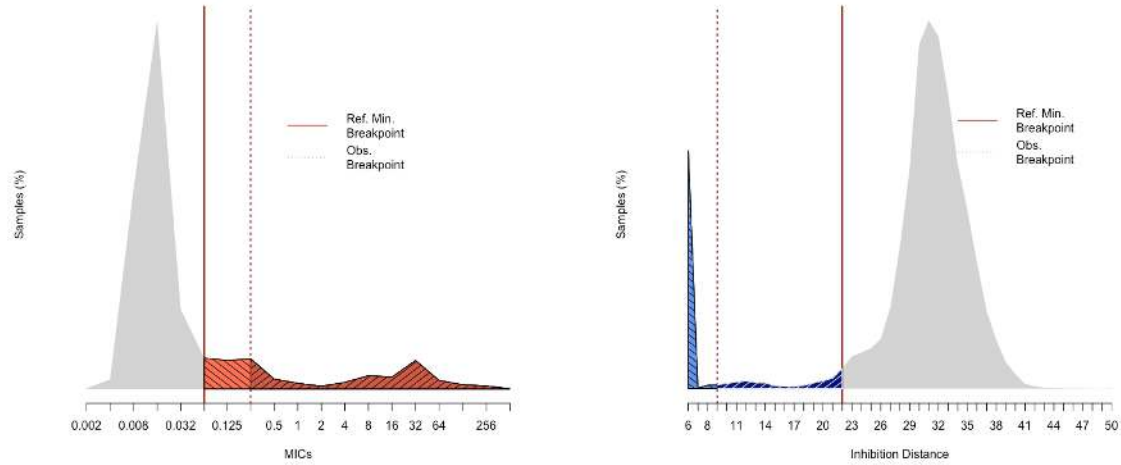 Samples (%)
Ref. Min.
Breakpoint
Obs.
Breakpoint
0.002 0.008 0.032 0.125 0.5 1 2 4 8 16 32 64 256
MICs
Samples (%)
Ref. Min.
Breakpoint
Obs.
Breakpoint
6 8 11 14 17 20 23 26 29 32 35 38 41 44 47 50
Inhibition Distance